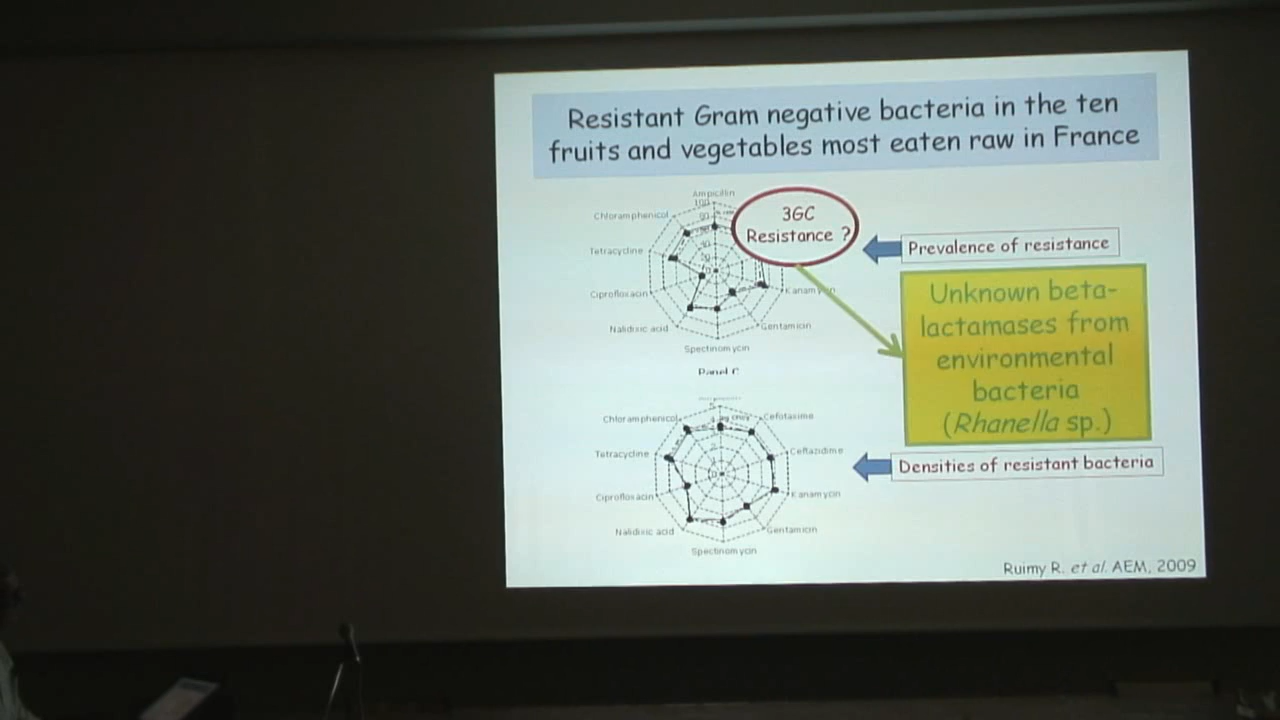 Resistant Gram negative bacteria in the ten
fruits and vegetables most eaten raw in France
Ampicillin
100
Chloramphenicol
3GC
Resistance ?
Prevalence of resistance
Tetracycline
Ciprofloxacin
Kanamycin
Nalidixic acid
Gentamicin
Spectinomycin
Unknown beta-
lactamases from
environmental
bacteria
(Rhanella sp.)
Panel C
Chloramphenicol
Cefotaxime
Tetracycline
Ceftazidime
Densities of resistant bacteria
Ciprofloxacin
Kanamycin
Nalidixic acid
Gentamicin
Spectinomycin
Ruimy R. et al. AEM, 2009